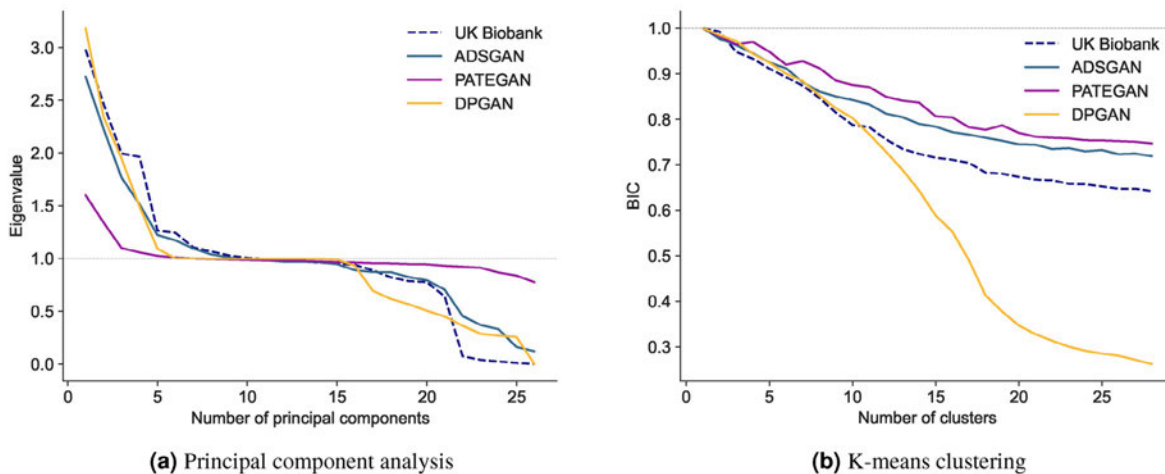 UK Biobank
ADSGAN
PATEGAN
DPGAN
Eigenvalue
3.0
2.5
2.0
1.5
1.0
0.5
0.0
0 5 10 15 20 25
Number of principal components
(a) Principal component analysis
UK Biobank
ADSGAN
PATEGAN
DPGAN
BIC
1.0
0.9
0.8
0.7
0.6
0.5
0.4
0.3
0 5 10 15 20 25
Number of clusters
(b) K-means clustering